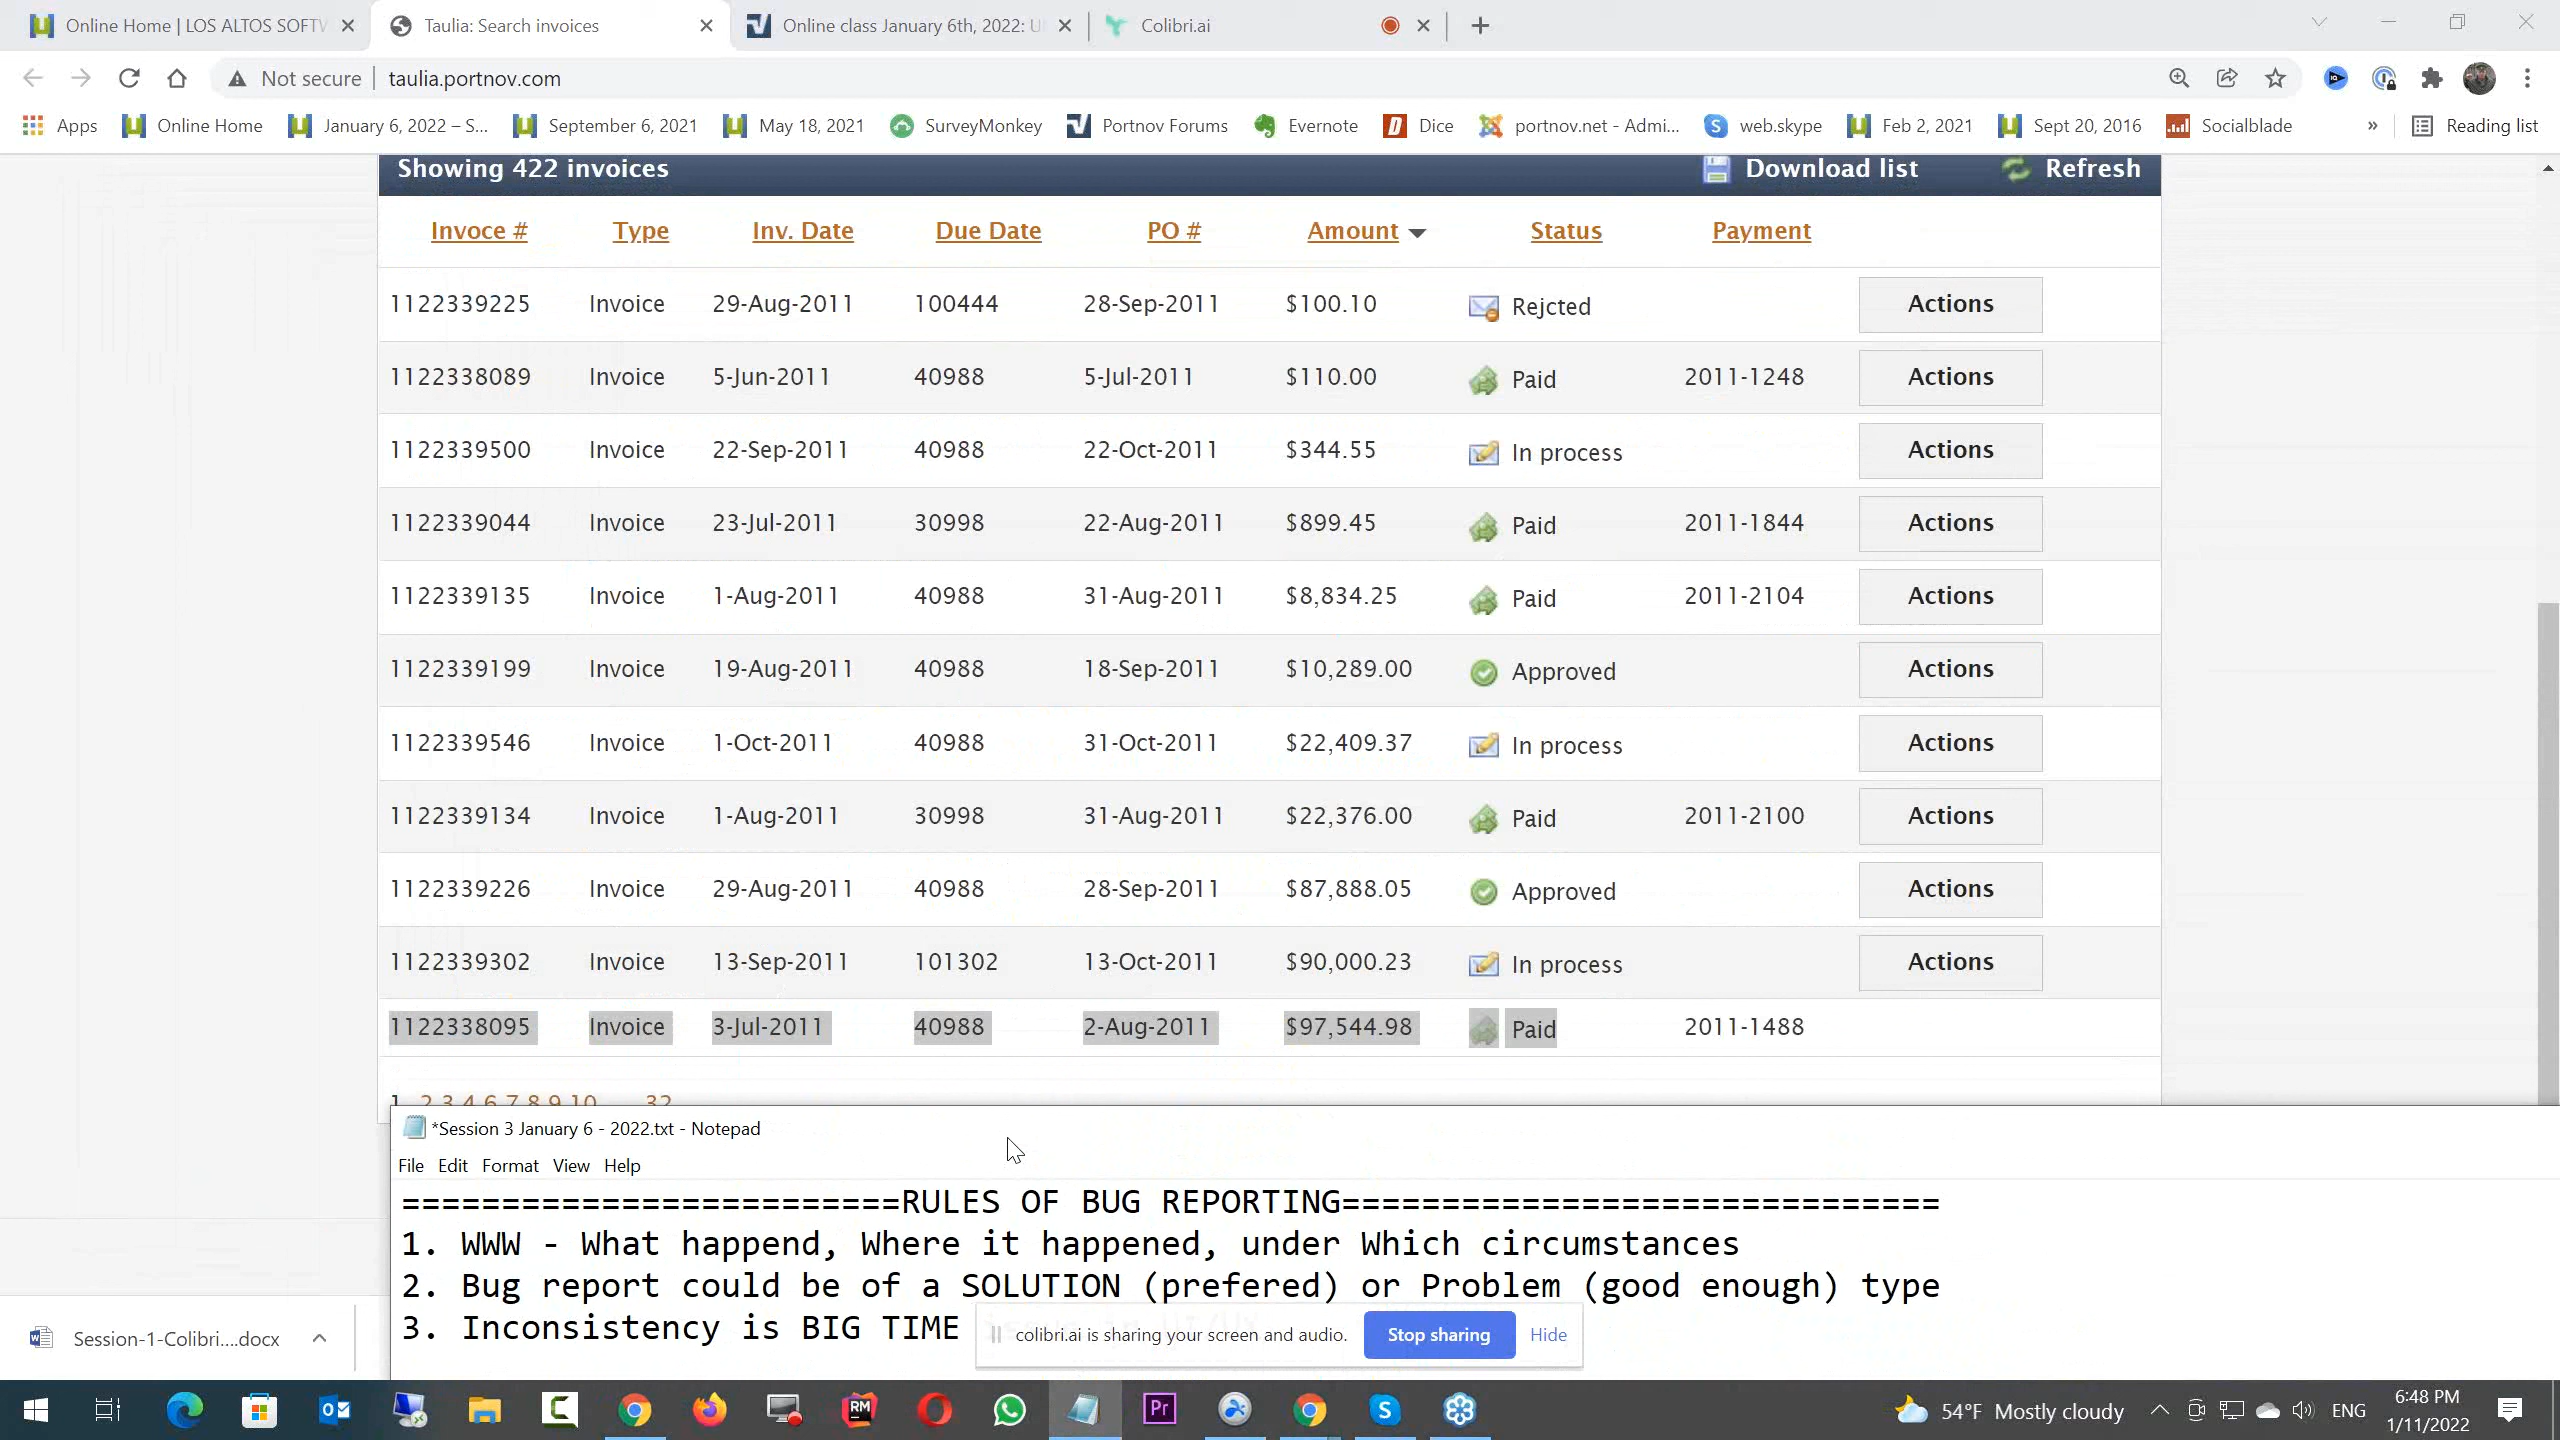 Online Home | LOS ALTOS SOFTW
Taulia: Search invoices
Online class January 6th, 2022: U
Colibri.ai
Not secure
taulia.portnov.com
Apps
Online Home
January 6, 2022 – S...
September 6, 2021
May 18, 2021
SurveyMonkey
Portnov Forums
Evernote
Dice
portnov.net - Admi...
web.skype
Feb 2, 2021
Sept 20, 2016
Socialblade
»
Reading list
Showing 422 invoices
Download list
Refresh
Invoce # Type Inv. Date Due Date PO # Amount Status Payment
1122339225 Invoice 29-Aug-2011 100444 28-Sep-2011 $100.10 Rejcted Actions
1122338089 Invoice 5-Jun-2011 40988 5-Jul-2011 $110.00 Paid 2011-1248 Actions
1122339500 Invoice 22-Sep-2011 40988 22-Oct-2011 $344.55 In process Actions
1122339044 Invoice 23-Jul-2011 30998 22-Aug-2011 $899.45 Paid 2011-1844 Actions
1122339135 Invoice 1-Aug-2011 40988 31-Aug-2011 $8,834.25 Paid 2011-2104 Actions
1122339199 Invoice 19-Aug-2011 40988 18-Sep-2011 $10,289.00 Approved Actions
1122339546 Invoice 1-Oct-2011 40988 31-Oct-2011 $22,409.37 In process Actions
1122339134 Invoice 1-Aug-2011 30998 31-Aug-2011 $22,376.00 Paid 2011-2100 Actions
1122339226 Invoice 29-Aug-2011 40988 28-Sep-2011 $87,888.05 Approved Actions
1122339302 Invoice 13-Sep-2011 101302 13-Oct-2011 $90,000.23 In process Actions
1122338095 Invoice 3-Jul-2011 40988 2-Aug-2011 $97,544.98 Paid 2011-1488
1 2 3 4 6 7 8 9 10 32
*Session 3 January 6 - 2022.txt - Notepad
File Edit Format View Help
=========================RULES OF BUG REPORTING==============================
1. WWW - What happend, Where it happened, under Which circumstances
2. Bug report could be of a SOLUTION (prefered) or Problem (good enough) type
3. Inconsistency is BIG TIME
colibri.ai is sharing your screen and audio.
Stop sharing
Hide
Session-1-Colibri....docx
54°F Mostly cloudy
ENG
6:48 PM
1/11/2022